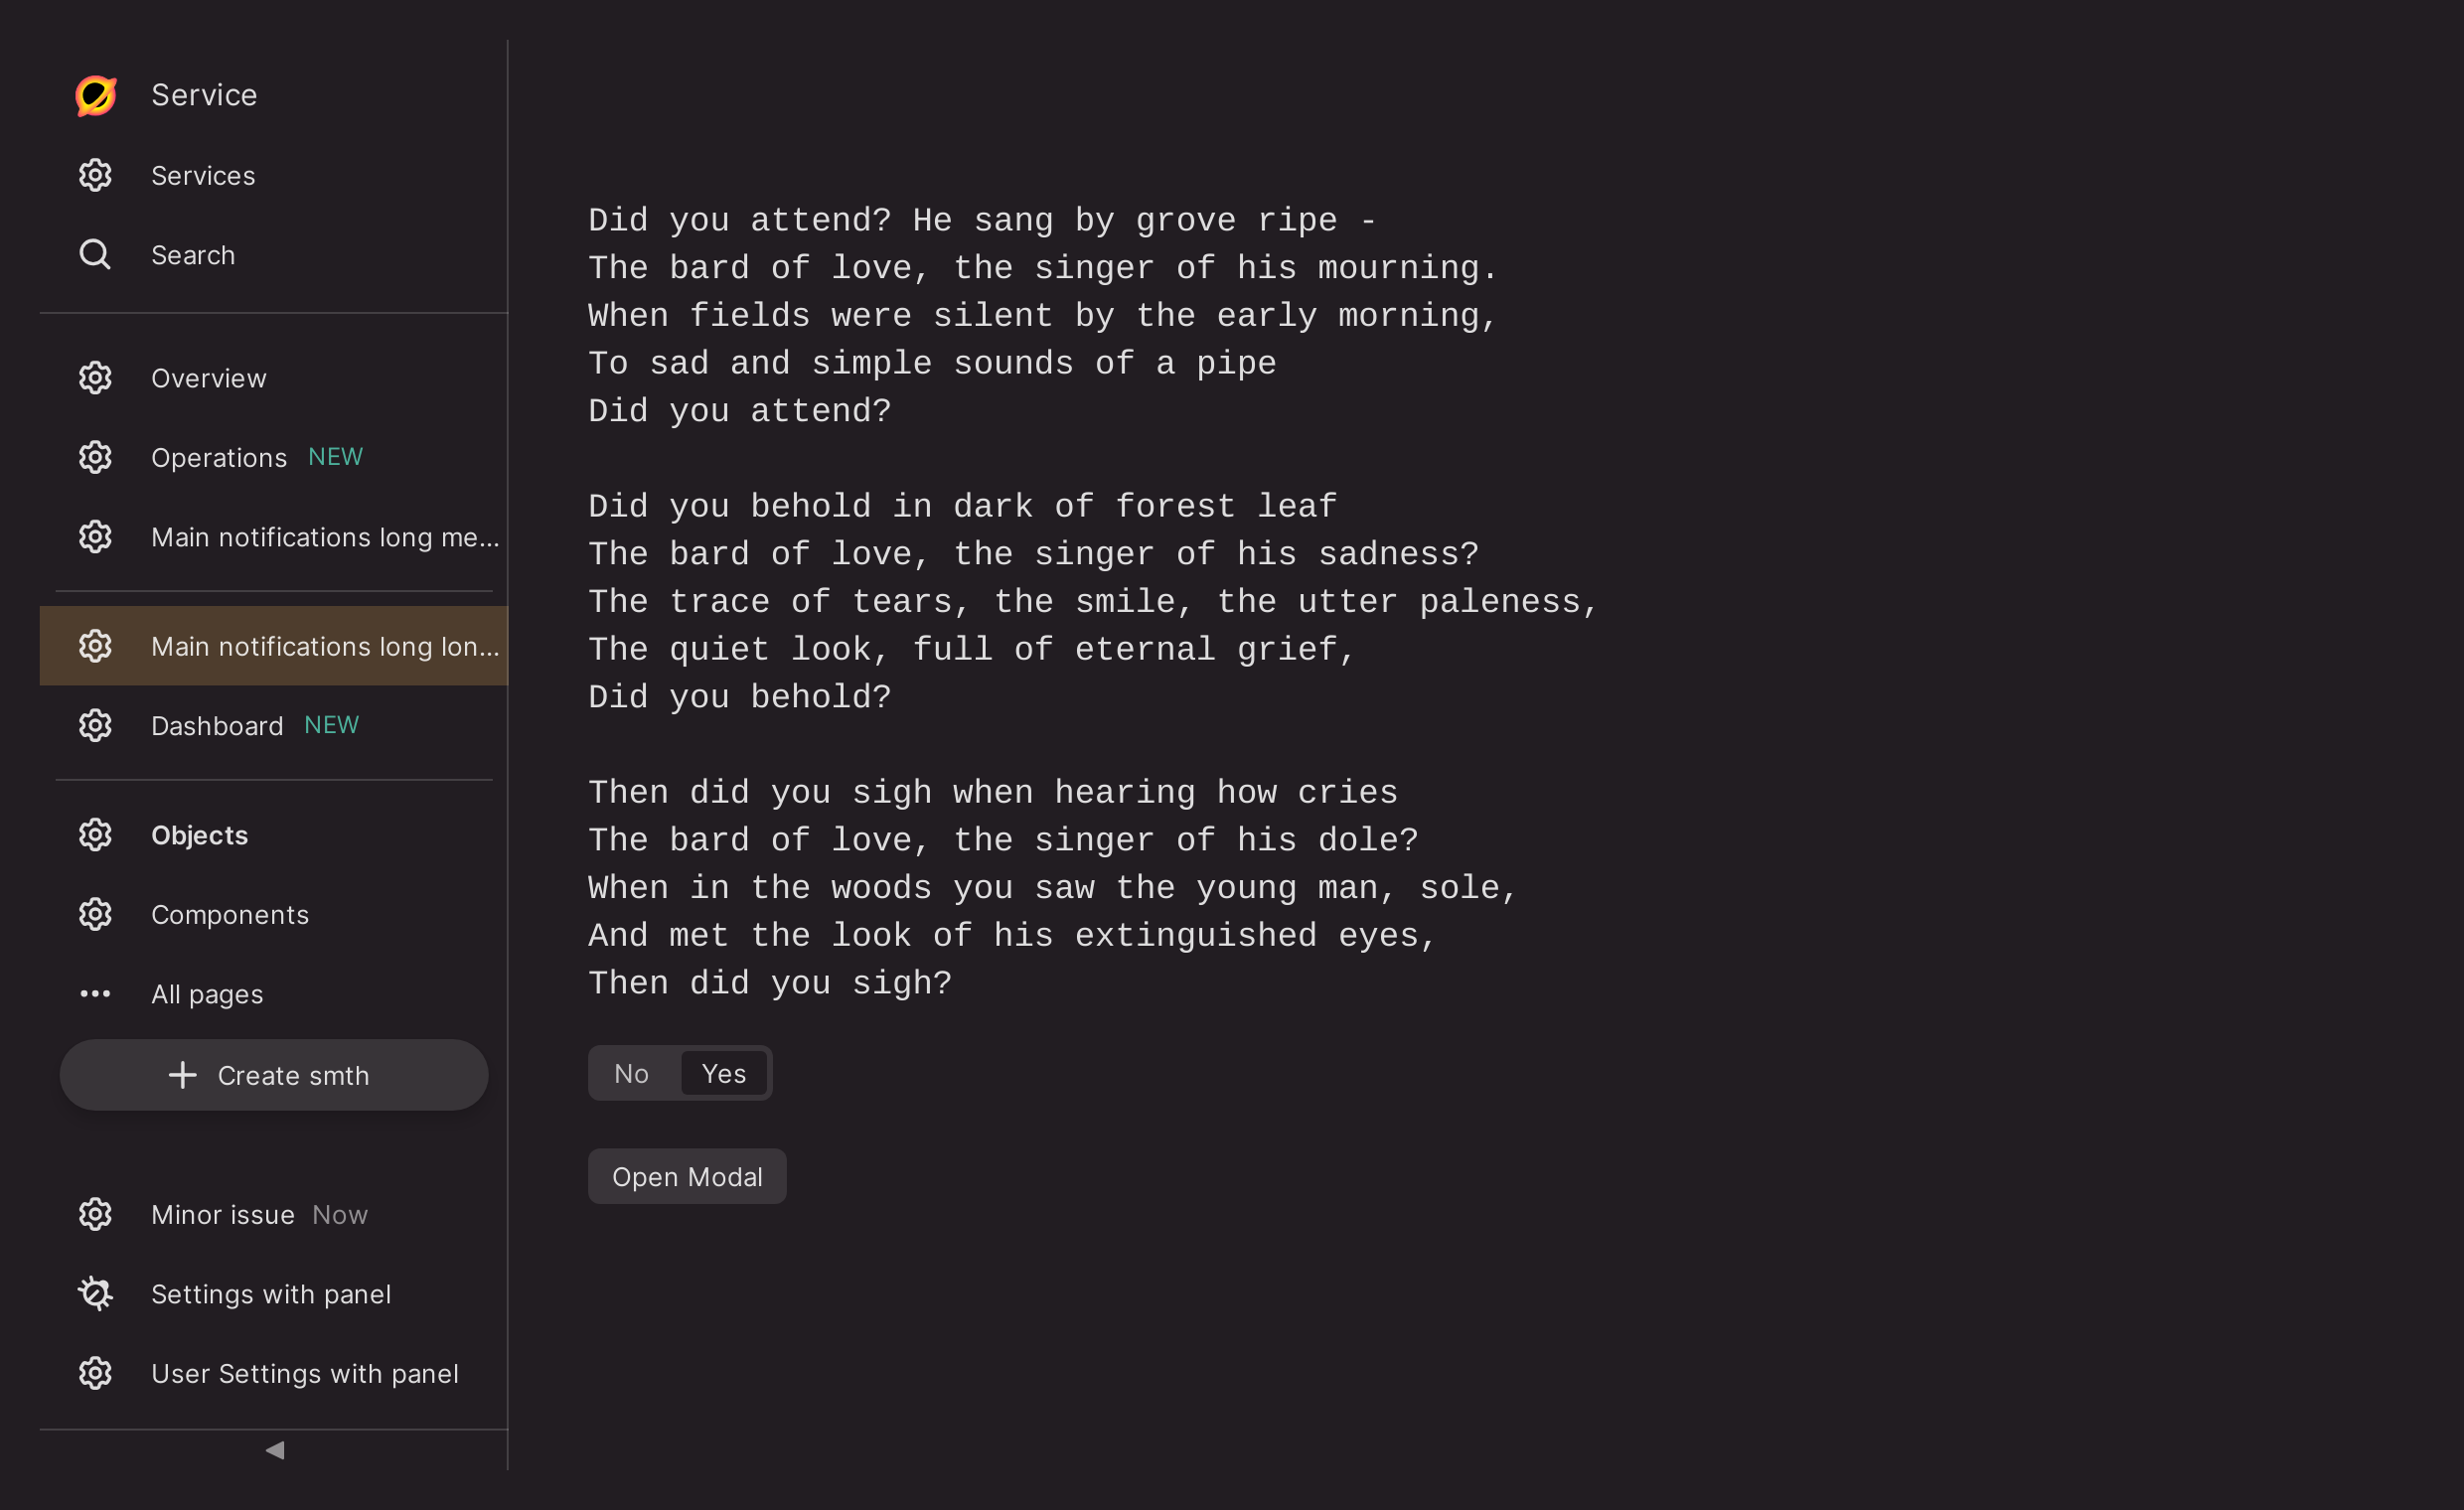 Service
Services
Search
Overview
Operations NEW
Main notifications long me...
Main notifications long lon...
Dashboard NEW
Objects
Components
All pages
Create smth
Minor issue Now
Settings with panel
User Settings with panel
Did you attend? He sang by grove ripe -
The bard of love, the singer of his mourning.
When fields were silent by the early morning,
To sad and simple sounds of a pipe
Did you attend?
Did you behold in dark of forest leaf
The bard of love, the singer of his sadness?
The trace of tears, the smile, the utter paleness,
The quiet look, full of eternal grief,
Did you behold?
Then did you sigh when hearing how cries
The bard of love, the singer of his dole?
When in the woods you saw the young man, sole,
And met the look of his extinguished eyes,
Then did you sigh?
No Yes
Open Modal